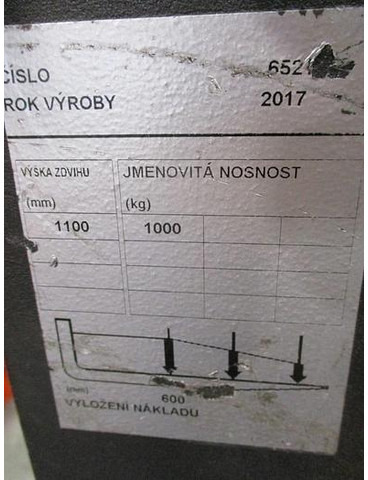 ČÍSLO 652
ROK VÝROBY 2017
VÝŠKA ZDVIHU JMENOVITÁ NOSNOST
(mm) (kg)
1100 1000
(mm) 600
VYLOŽENÍ NÁKLADU